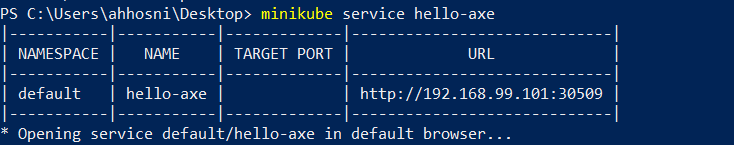 PS C:\Users\ahhosni\Desktop> minikube service hello-axe
|-----------|-----------|-------------|-----------------------------|
| NAMESPACE | NAME | TARGET PORT | URL |
|-----------|-----------|-------------|-----------------------------|
| default | hello-axe | | http://192.168.99.101:30509 |
|-----------|-----------|-------------|-----------------------------|
* Opening service default/hello-axe in default browser...